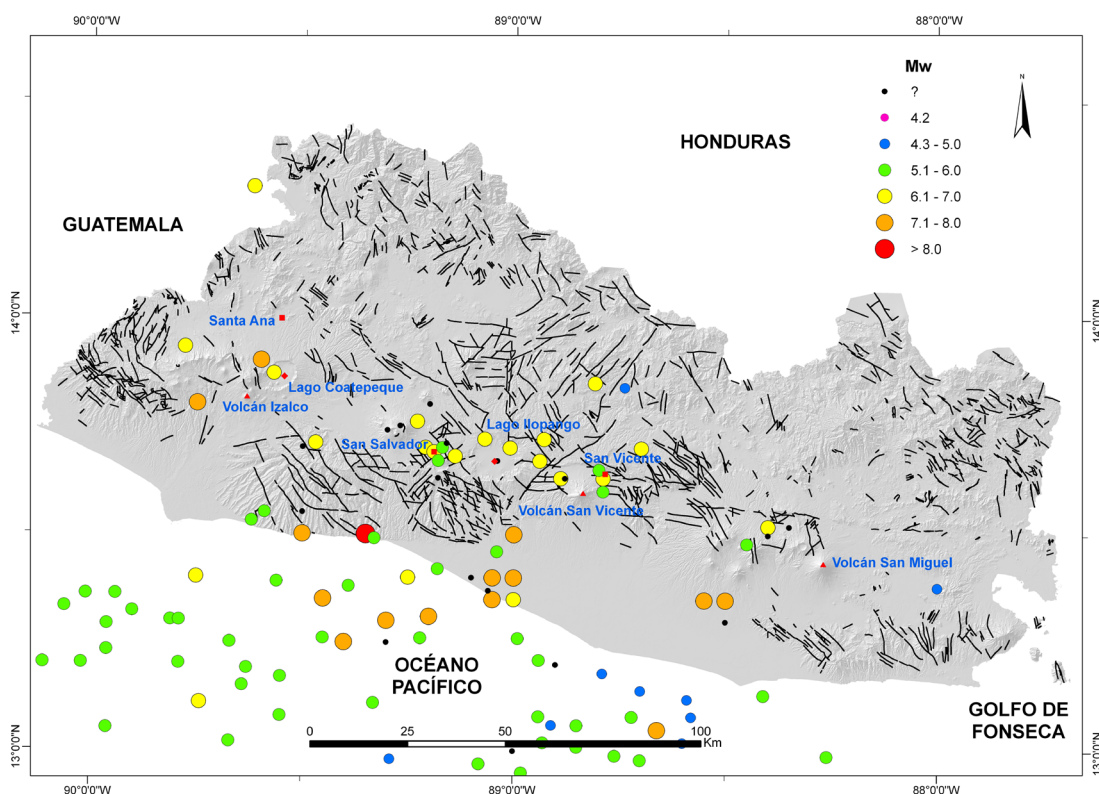 90°0'0"W
89°0'0"W
88°0'0"W
Mw
?
4.2
4.3 - 5.0
5.1 - 6.0
6.1 - 7.0
7.1 - 8.0
> 8.0
N
HONDURAS
GUATEMALA
14°0'0"N
14°0'0"N
Santa Ana
Lago Coatepeque
Volcán Izalco
Lago Ilopango
San Salvador
San Vicente
Volcán San Vicente
Volcán San Miguel
OCÉANO
PACÍFICO
GOLFO DE
FONSECA
0
25
50
100
Km
13°0'0"N
13°0'0"N
90°0'0"W
89°0'0"W
88°0'0"W